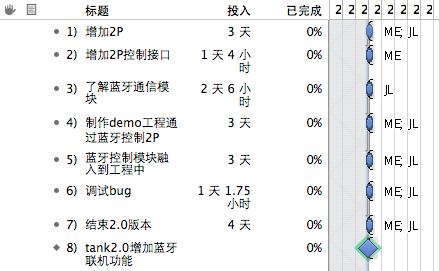 标题 投入 已完成 2 2 2 2 2 2 2 2
1) 增加2P 3 天 0% ME; JL
2) 增加2P控制接口 1 天 4 小时 0% ME
3) 了解蓝牙通信模块 2 天 6 小时 0% JL
4) 制作demo工程通过蓝牙控制2P 3 天 0% ME; JL
5) 蓝牙控制模块融入到工程中 3 天 0% ME; JL
6) 调试bug 1 天 1.75 小时 0% ME; JL
7) 结束2.0版本 4 天 0% ME; JL
8) tank2.0增加蓝牙联机功能 0%